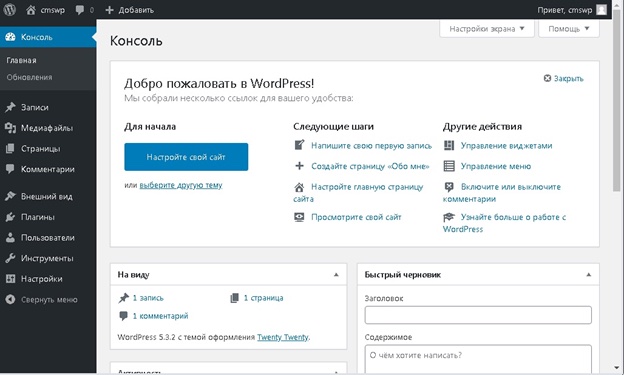 cmswp 0 Добавить Привет, cmswp
Консоль
Главная
Обновления
Записи
Медиафайлы
Страницы
Комментарии
Внешний вид
Плагины
Пользователи
Инструменты
Настройки
Свернуть меню
Настройки экрана Помощь
Консоль
Добро пожаловать в WordPress!
Закрыть
Мы собрали несколько ссылок для вашего удобства:
Для начала
Настройте свой сайт
или выберите другую тему
Следующие шаги
Напишите свою первую запись
Создайте страницу «Обо мне»
Настройте главную страницу
сайта
Просмотрите свой сайт
Другие действия
Управление виджетами
Управление меню
Включите или выключите
комментарии
Узнайте больше о работе с
WordPress
На виду
1 запись 1 страница
1 комментарий
WordPress 5.3.2 с темой оформления Twenty Twenty.
Активность
Быстрый черновик
Заголовок
Содержимое
О чём хотите написать?